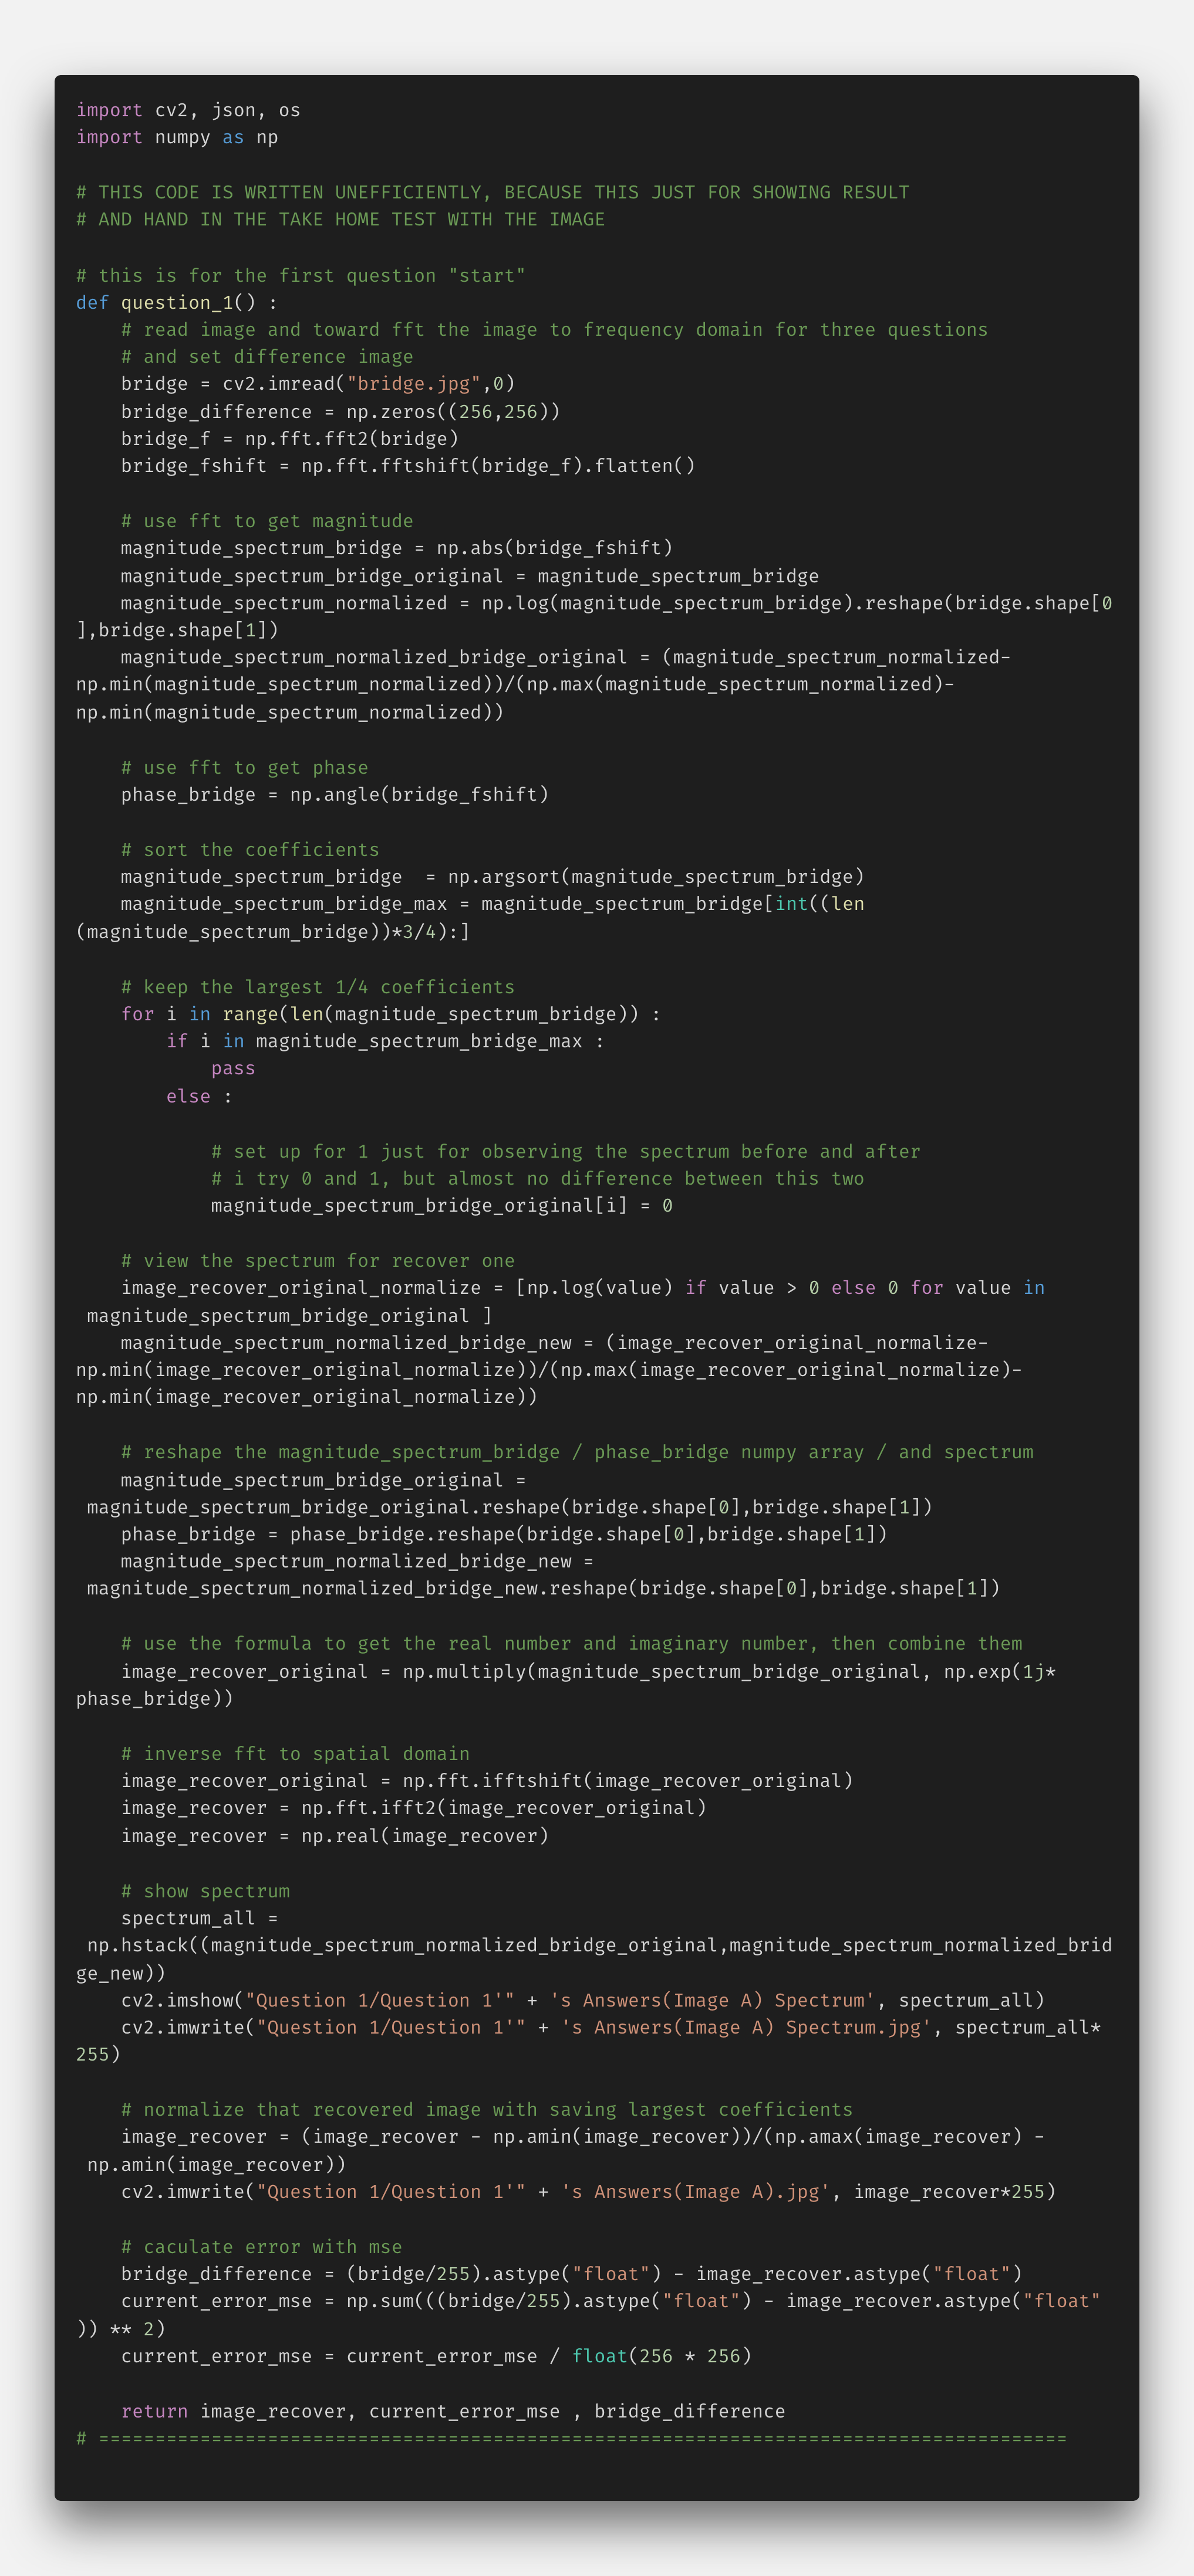 import cv2, json, os
import numpy as np

# THIS CODE IS WRITTEN UNEFFICIENTLY, BECAUSE THIS JUST FOR SHOWING RESULT
# AND HAND IN THE TAKE HOME TEST WITH THE IMAGE

# this is for the first question "start"
def question_1() :
    # read image and toward fft the image to frequency domain for three questions
    # and set difference image
    bridge = cv2.imread("bridge.jpg",0)
    bridge_difference = np.zeros((256,256))
    bridge_f = np.fft.fft2(bridge)
    bridge_fshift = np.fft.fftshift(bridge_f).flatten()

    # use fft to get magnitude
    magnitude_spectrum_bridge = np.abs(bridge_fshift)
    magnitude_spectrum_bridge_original = magnitude_spectrum_bridge
    magnitude_spectrum_normalized = np.log(magnitude_spectrum_bridge).reshape(bridge.shape[0
],bridge.shape[1])
    magnitude_spectrum_normalized_bridge_original = (magnitude_spectrum_normalized-
np.min(magnitude_spectrum_normalized))/(np.max(magnitude_spectrum_normalized)-
np.min(magnitude_spectrum_normalized))

    # use fft to get phase
    phase_bridge = np.angle(bridge_fshift)

    # sort the coefficients
    magnitude_spectrum_bridge  = np.argsort(magnitude_spectrum_bridge)
    magnitude_spectrum_bridge_max = magnitude_spectrum_bridge[int((len
(magnitude_spectrum_bridge))*3/4):]

    # keep the largest 1/4 coefficients
    for i in range(len(magnitude_spectrum_bridge)) :
        if i in magnitude_spectrum_bridge_max :
            pass
        else :

            # set up for 1 just for observing the spectrum before and after
            # i try 0 and 1, but almost no difference between this two
            magnitude_spectrum_bridge_original[i] = 0

    # view the spectrum for recover one
    image_recover_original_normalize = [np.log(value) if value > 0 else 0 for value in
 magnitude_spectrum_bridge_original ]
    magnitude_spectrum_normalized_bridge_new = (image_recover_original_normalize-
np.min(image_recover_original_normalize))/(np.max(image_recover_original_normalize)-
np.min(image_recover_original_normalize))

    # reshape the magnitude_spectrum_bridge / phase_bridge numpy array / and spectrum
    magnitude_spectrum_bridge_original =
 magnitude_spectrum_bridge_original.reshape(bridge.shape[0],bridge.shape[1])
    phase_bridge = phase_bridge.reshape(bridge.shape[0],bridge.shape[1])
    magnitude_spectrum_normalized_bridge_new =
 magnitude_spectrum_normalized_bridge_new.reshape(bridge.shape[0],bridge.shape[1])

    # use the formula to get the real number and imaginary number, then combine them
    image_recover_original = np.multiply(magnitude_spectrum_bridge_original, np.exp(1j*
phase_bridge))

    # inverse fft to spatial domain
    image_recover_original = np.fft.ifftshift(image_recover_original)
    image_recover = np.fft.ifft2(image_recover_original)
    image_recover = np.real(image_recover)

    # show spectrum
    spectrum_all =
 np.hstack((magnitude_spectrum_normalized_bridge_original,magnitude_spectrum_normalized_brid
ge_new))
    cv2.imshow("Question 1/Question 1'" + 's Answers(Image A) Spectrum', spectrum_all)
    cv2.imwrite("Question 1/Question 1'" + 's Answers(Image A) Spectrum.jpg', spectrum_all*
255)

    # normalize that recovered image with saving largest coefficients
    image_recover = (image_recover - np.amin(image_recover))/(np.amax(image_recover) -
 np.amin(image_recover))
    cv2.imwrite("Question 1/Question 1'" + 's Answers(Image A).jpg', image_recover*255)

    # caculate error with mse
    bridge_difference = (bridge/255).astype("float") - image_recover.astype("float")
    current_error_mse = np.sum(((bridge/255).astype("float") - image_recover.astype("float"
)) ** 2)
    current_error_mse = current_error_mse / float(256 * 256)

    return image_recover, current_error_mse , bridge_difference
# ======================================================================================